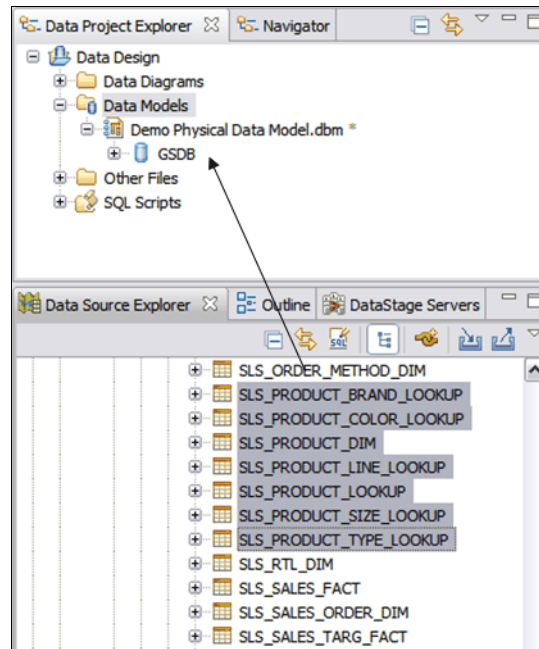 Data Project Explorer Navigator
Data Design
Data Diagrams
Data Models
Demo Physical Data Model.dbm *
GSDB
Other Files
SQL Scripts
Data Source Explorer Outline DataStage Servers
SQL
SLS_ORDER_METHOD_DIM
SLS_PRODUCT_BRAND_LOOKUP
SLS_PRODUCT_COLOR_LOOKUP
SLS_PRODUCT_DIM
SLS_PRODUCT_LINE_LOOKUP
SLS_PRODUCT_LOOKUP
SLS_PRODUCT_SIZE_LOOKUP
SLS_PRODUCT_TYPE_LOOKUP
SLS_RTL_DIM
SLS_SALES_FACT
SLS_SALES_ORDER_DIM
SLS_SALES_TARG_FACT